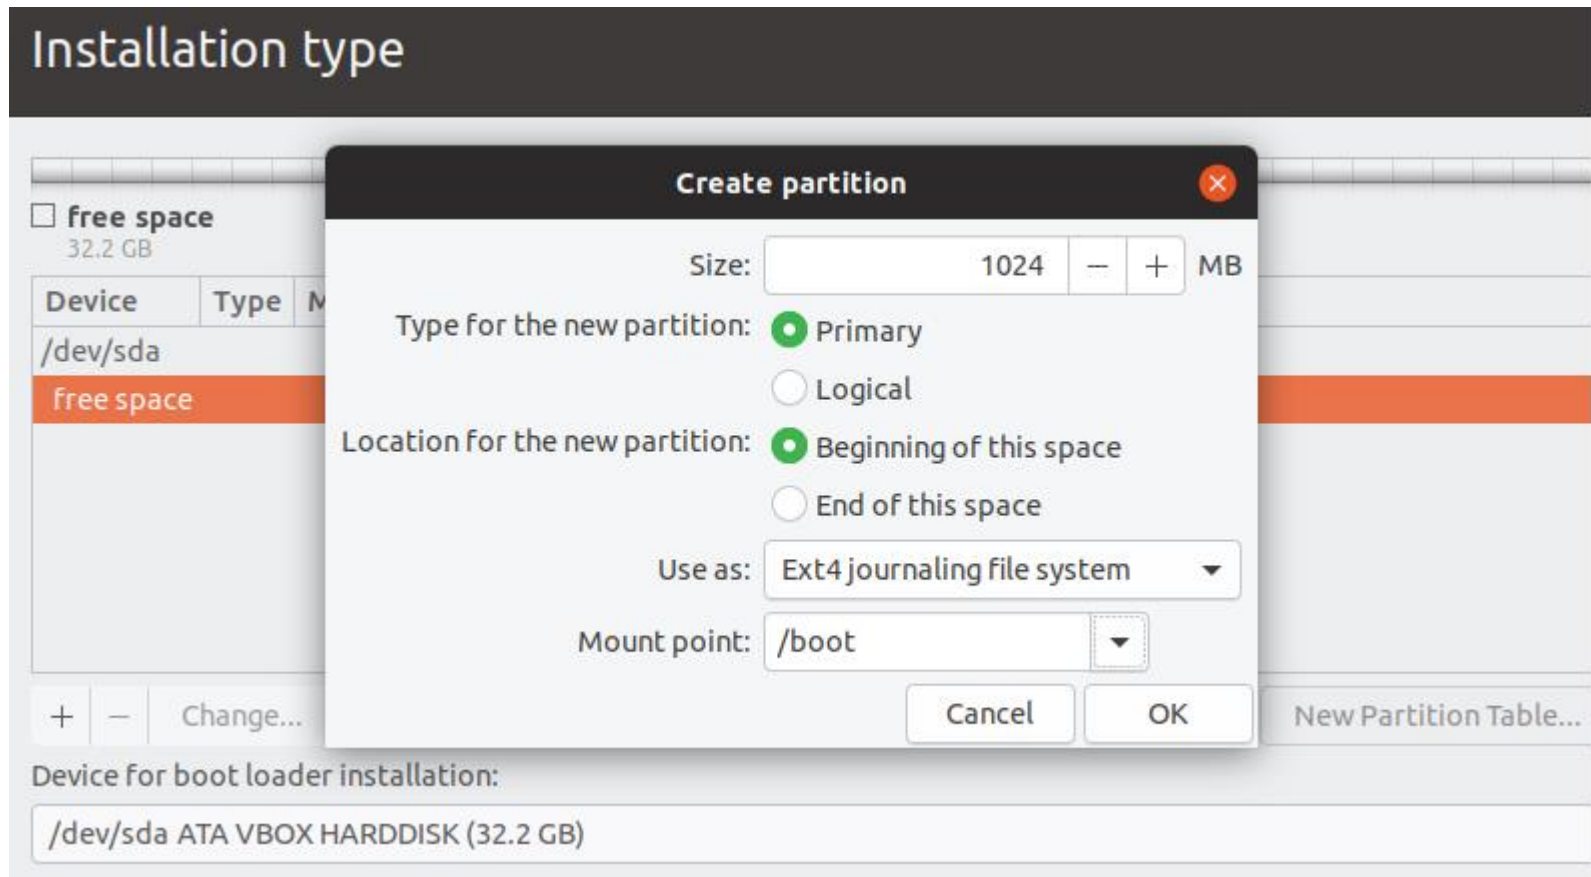 Installation type
Create partition
free space
32.2 GB
Size: 1024 − + MB
Device Type M
Type for the new partition: Primary
/dev/sda
Logical
free space
Location for the new partition: Beginning of this space
End of this space
Use as: Ext4 journaling file system
Mount point: /boot
Cancel OK
+ − Change... New Partition Table...
Device for boot loader installation:
/dev/sda ATA VBOX HARDDISK (32.2 GB)